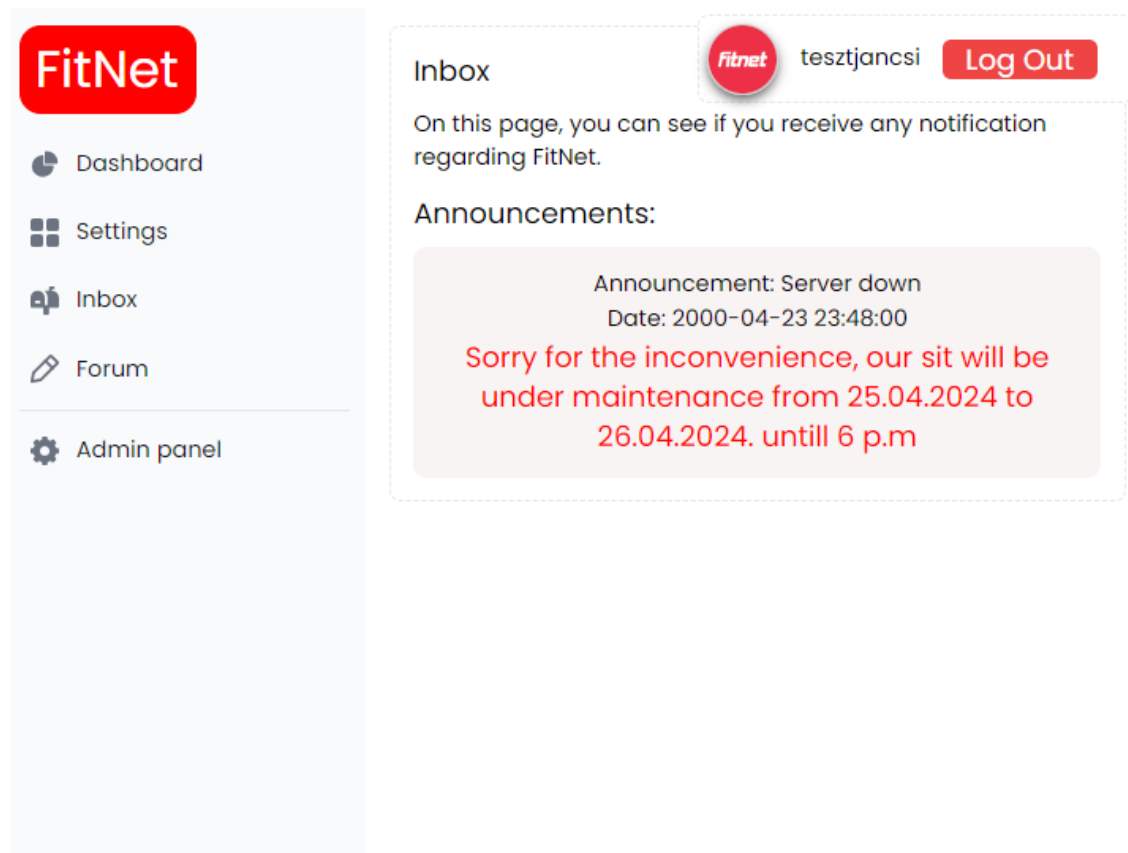 FitNet
Dashboard
Settings
Inbox
Forum
Admin panel
Fitnet
tesztjancsi
Log Out
Inbox
On this page, you can see if you receive any notification
regarding FitNet.
Announcements:
Announcement: Server down
Date: 2000-04-23 23:48:00
Sorry for the inconvenience, our sit will be
under maintenance from 25.04.2024 to
26.04.2024. untill 6 p.m